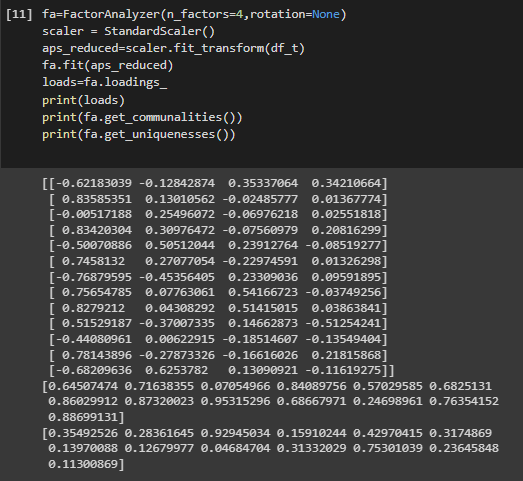 [11] fa=FactorAnalyzer(n_factors=4,rotation=None)
scaler = StandardScaler()
aps_reduced=scaler.fit_transform(df_t)
fa.fit(aps_reduced)
loads=fa.loadings_
print(loads)
print(fa.get_communalities())
print(fa.get_uniquenesses())
[[-0.62183039 -0.12842874  0.35337064  0.34210664]
 [ 0.83585351  0.13010562 -0.02485777  0.01367774]
 [-0.00517188  0.25496072 -0.06976218  0.02551818]
 [ 0.83420304  0.30976472 -0.07560979  0.20816299]
 [-0.50070886  0.50512044  0.23912764 -0.08519277]
 [ 0.7458132   0.27077054 -0.22974591  0.01326298]
 [-0.76879595 -0.45356405  0.23309036  0.09591895]
 [ 0.75654785  0.07763061  0.54166723 -0.03749256]
 [ 0.8279212   0.04308292  0.51415015  0.03863841]
 [ 0.51529187 -0.37007335  0.14672883 -0.51254241]
 [-0.44080961  0.00622915 -0.18514607 -0.13549404]
 [ 0.78143896 -0.27873326 -0.16616026  0.21815868]
 [-0.68209636  0.6253782   0.13090921 -0.11619275]]
[0.64507474 0.71638355 0.07054966 0.84089756 0.57029585 0.6825131
 0.86029912 0.87320023 0.95315296 0.68667971 0.24698961 0.76354152
 0.88699131]
[0.35492526 0.28361645 0.92945034 0.15910244 0.42970415 0.3174869
 0.13970088 0.12679977 0.04684704 0.31332029 0.75301039 0.23645848
 0.11300869]